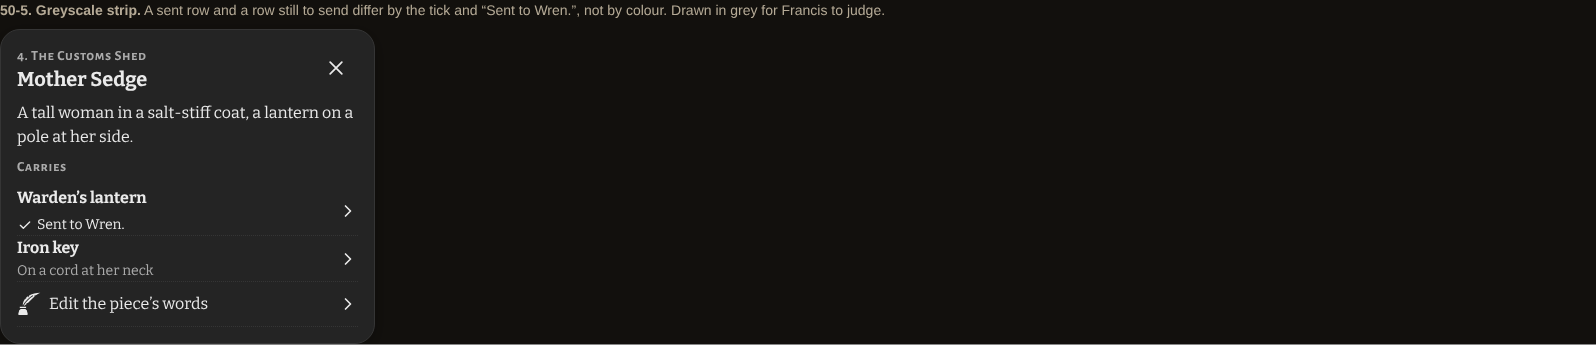 50-5. Greyscale strip. A sent row and a row still to send differ by the tick and “Sent to Wren.”, not by colour. Drawn in grey for Francis to judge.
4. The Customs Shed
Mother Sedge
A tall woman in a salt-stiff coat, a lantern on a
pole at her side.
Carries
Warden’s lantern
Sent to Wren.
Iron key
On a cord at her neck
Edit the piece’s words